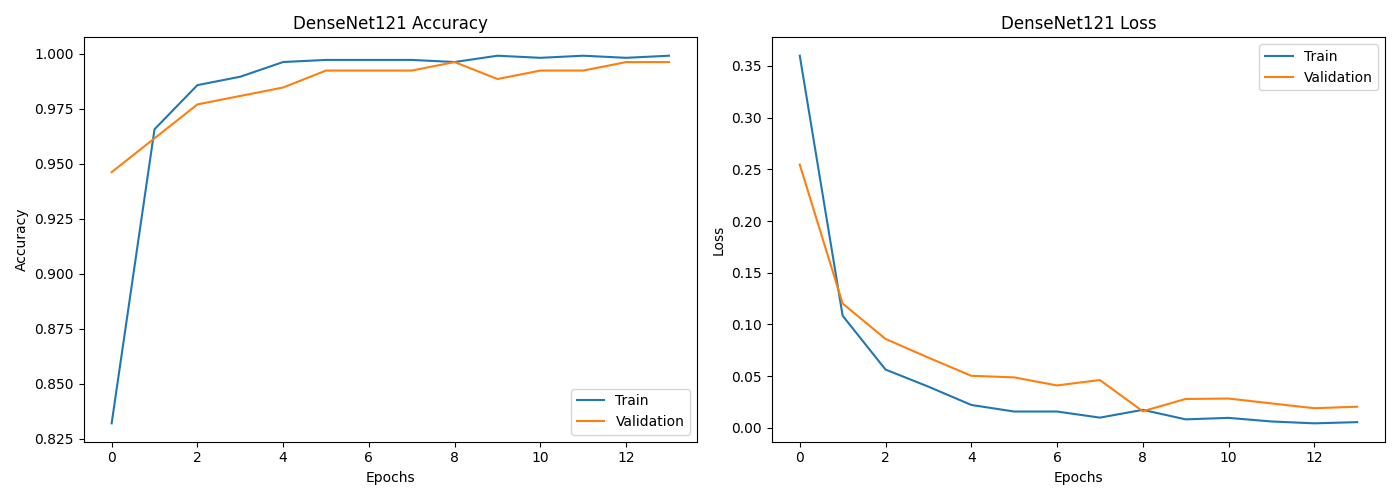 DenseNet121 Accuracy
1.000
0.975
0.950
0.925
0.900
0.875
0.850
0.825
Accuracy
0 2 4 6 8 10 12
Epochs
Train
Validation
DenseNet121 Loss
0.35
0.30
0.25
0.20
0.15
0.10
0.05
0.00
Loss
0 2 4 6 8 10 12
Epochs
Train
Validation